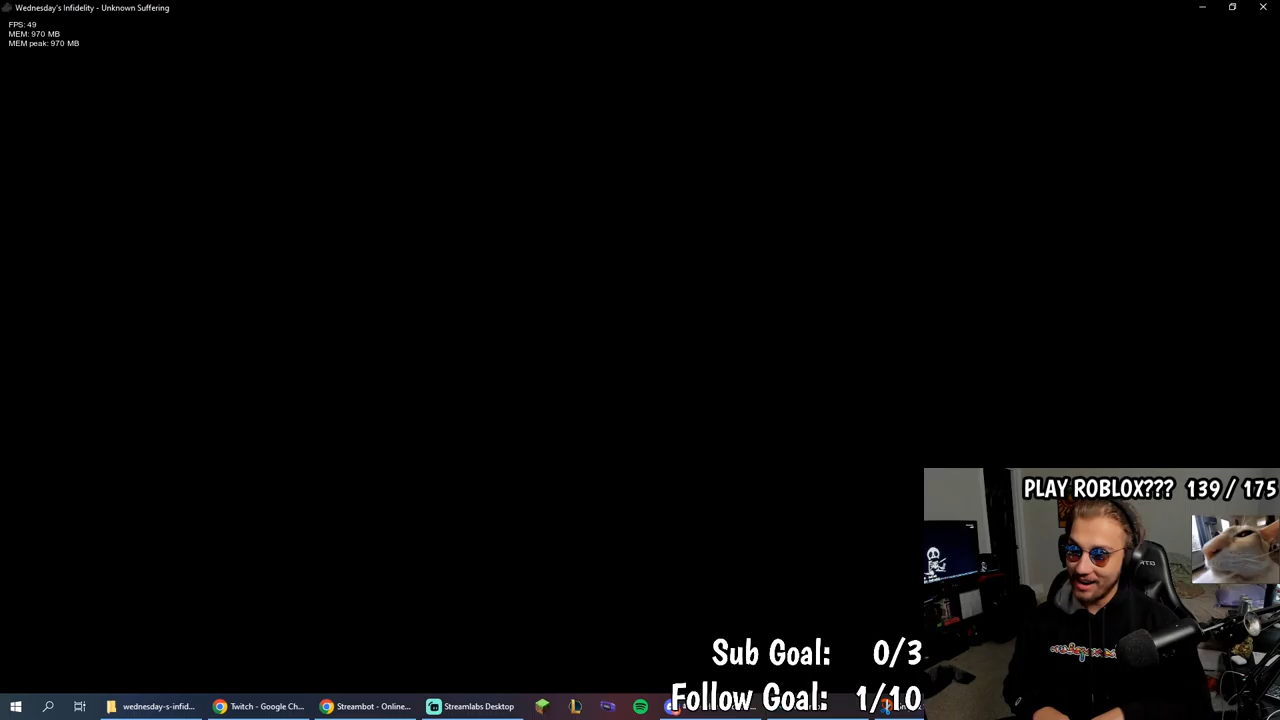 Wednesday's Infidelity - Unknown Suffering
FPS: 49
MEM: 970 MB
MEM peak: 970 MB
PLAY ROBLOX??? 139 / 175
Sub Goal: 0/3
Follow Goal: 1/10
wednesday-s-infid...
Twitch - Google Ch...
Streambot - Online...
Streamlabs Desktop